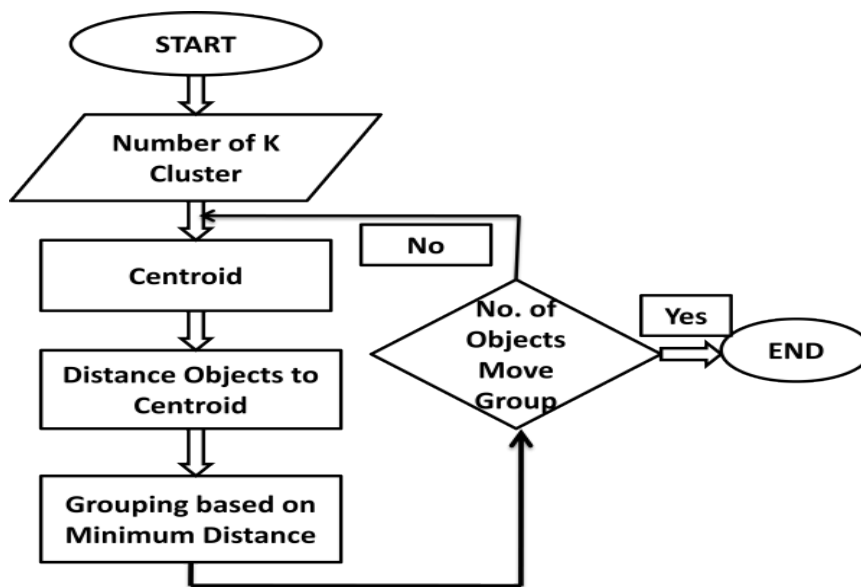 START
Number of K
Cluster
Centroid
Distance Objects to
Centroid
Grouping based on
Minimum Distance
No. of
Objects
Move
Group
No
Yes
END